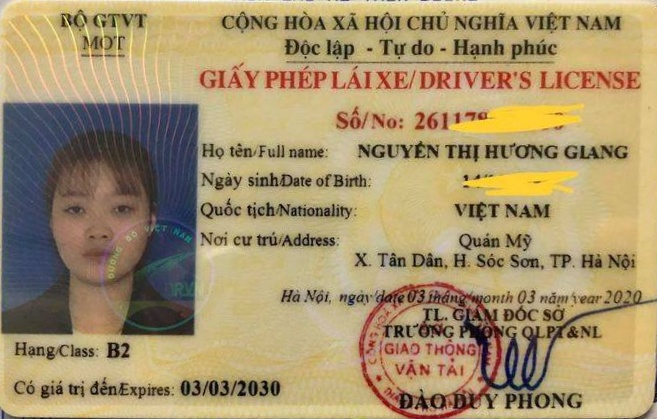 BỘ GTVT
MOT
CỘNG HÒA XÃ HỘI CHỦ NGHĨA VIỆT NAM
Độc lập - Tự do - Hạnh phúc
GIẤY PHÉP LÁI XE/DRIVER'S LICENSE
Số/No: 261178
Họ tên/Full name: NGUYỄN THỊ HƯƠNG GIANG
Ngày sinh/Date of Birth:
Quốc tịch/Nationality: VIỆT NAM
Nơi cư trú/Address: Quán Mỹ
X. Tân Dân, H. Sóc Sơn, TP. Hà Nội
Hà Nội, ngày/date 03 tháng/month 03 năm/year 2020
TL. GIÁM ĐỐC SỞ
TRƯỞNG PHÒNG QLPT&NL
GIAO THÔNG
VẬN TẢI
Hạng/Class: B2
Có giá trị đến/Expires: 03/03/2030
ĐÀO DUY PHONG